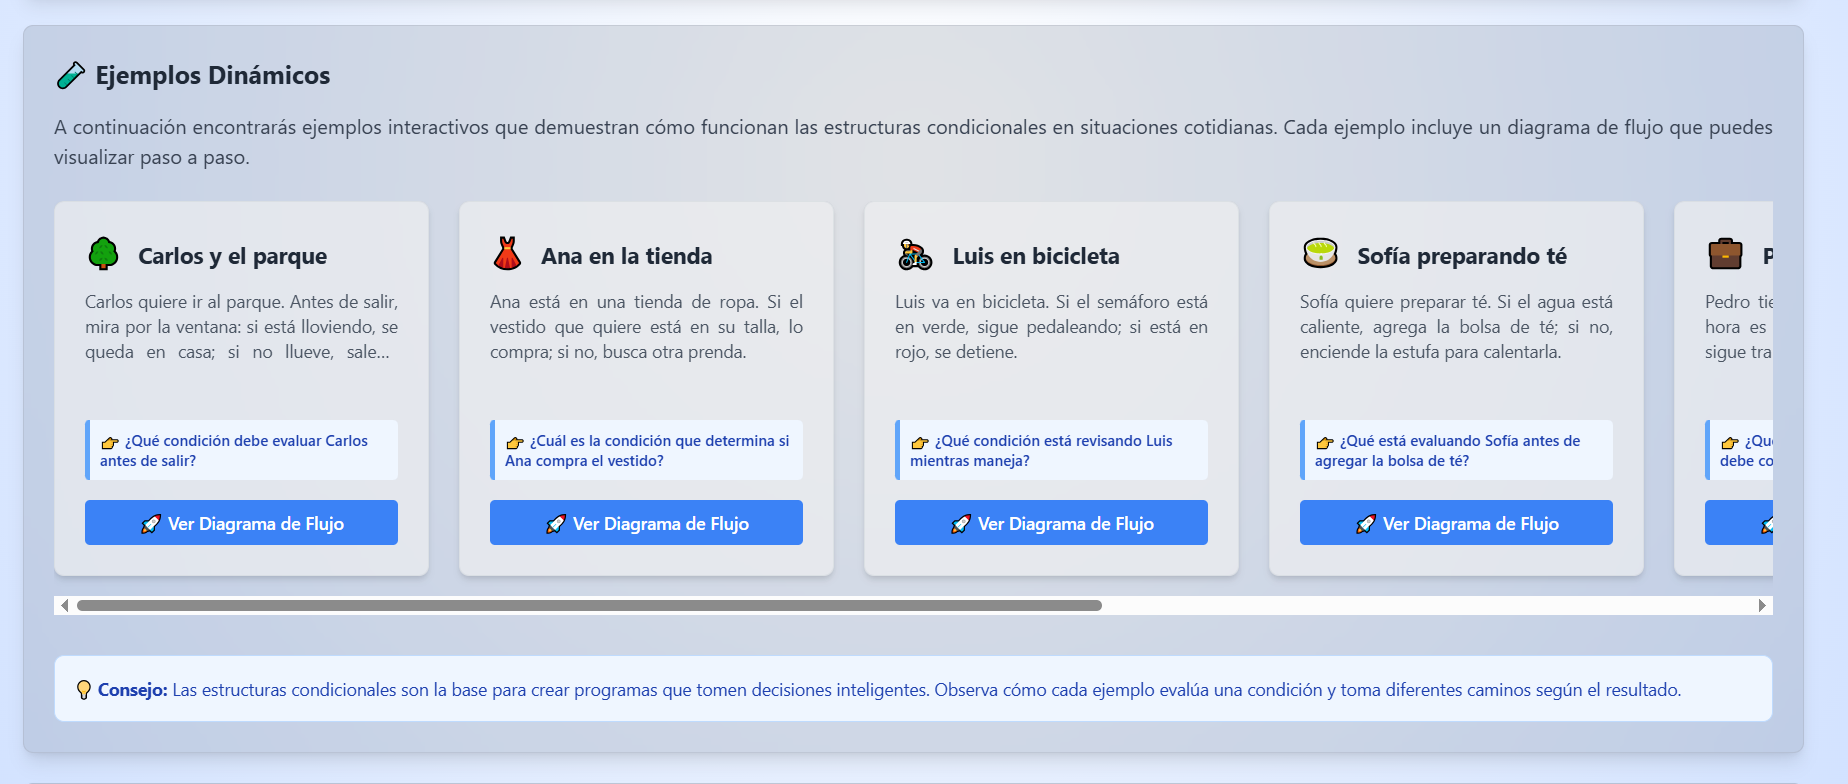 Ejemplos Dinámicos
A continuación encontrarás ejemplos interactivos que demuestran cómo funcionan las estructuras condicionales en situaciones cotidianas. Cada ejemplo incluye un diagrama de flujo que puedes
visualizar paso a paso.
Carlos y el parque
Carlos quiere ir al parque. Antes de salir,
mira por la ventana: si está lloviendo, se
queda en casa; si no llueve, sale...
¿Qué condición debe evaluar Carlos
antes de salir?
Ver Diagrama de Flujo
Ana en la tienda
Ana está en una tienda de ropa. Si el
vestido que quiere está en su talla, lo
compra; si no, busca otra prenda.
¿Cuál es la condición que determina si
Ana compra el vestido?
Ver Diagrama de Flujo
Luis en bicicleta
Luis va en bicicleta. Si el semáforo está
en verde, sigue pedaleando; si está en
rojo, se detiene.
¿Qué condición está revisando Luis
mientras maneja?
Ver Diagrama de Flujo
Sofía preparando té
Sofía quiere preparar té. Si el agua está
caliente, agrega la bolsa de té; si no,
enciende la estufa para calentarla.
¿Qué está evaluando Sofía antes de
agregar la bolsa de té?
Ver Diagrama de Flujo
P
Pedro tie
hora es
sigue tra
¿Qu
debe co
Consejo: Las estructuras condicionales son la base para crear programas que tomen decisiones inteligentes. Observa cómo cada ejemplo evalúa una condición y toma diferentes caminos según el resultado.